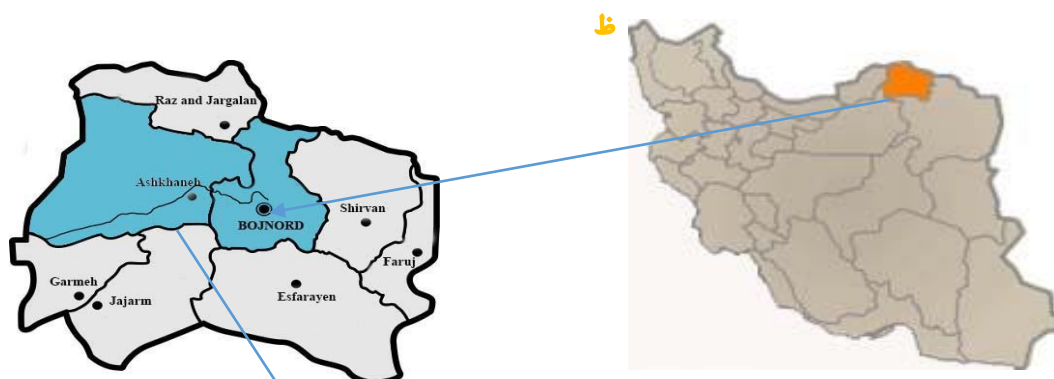 ظ
Raz and Jargalan
Ashkhaneh
BOJNORD
Shirvan
Faruj
Garmeh
Jajarm
Esfarayen